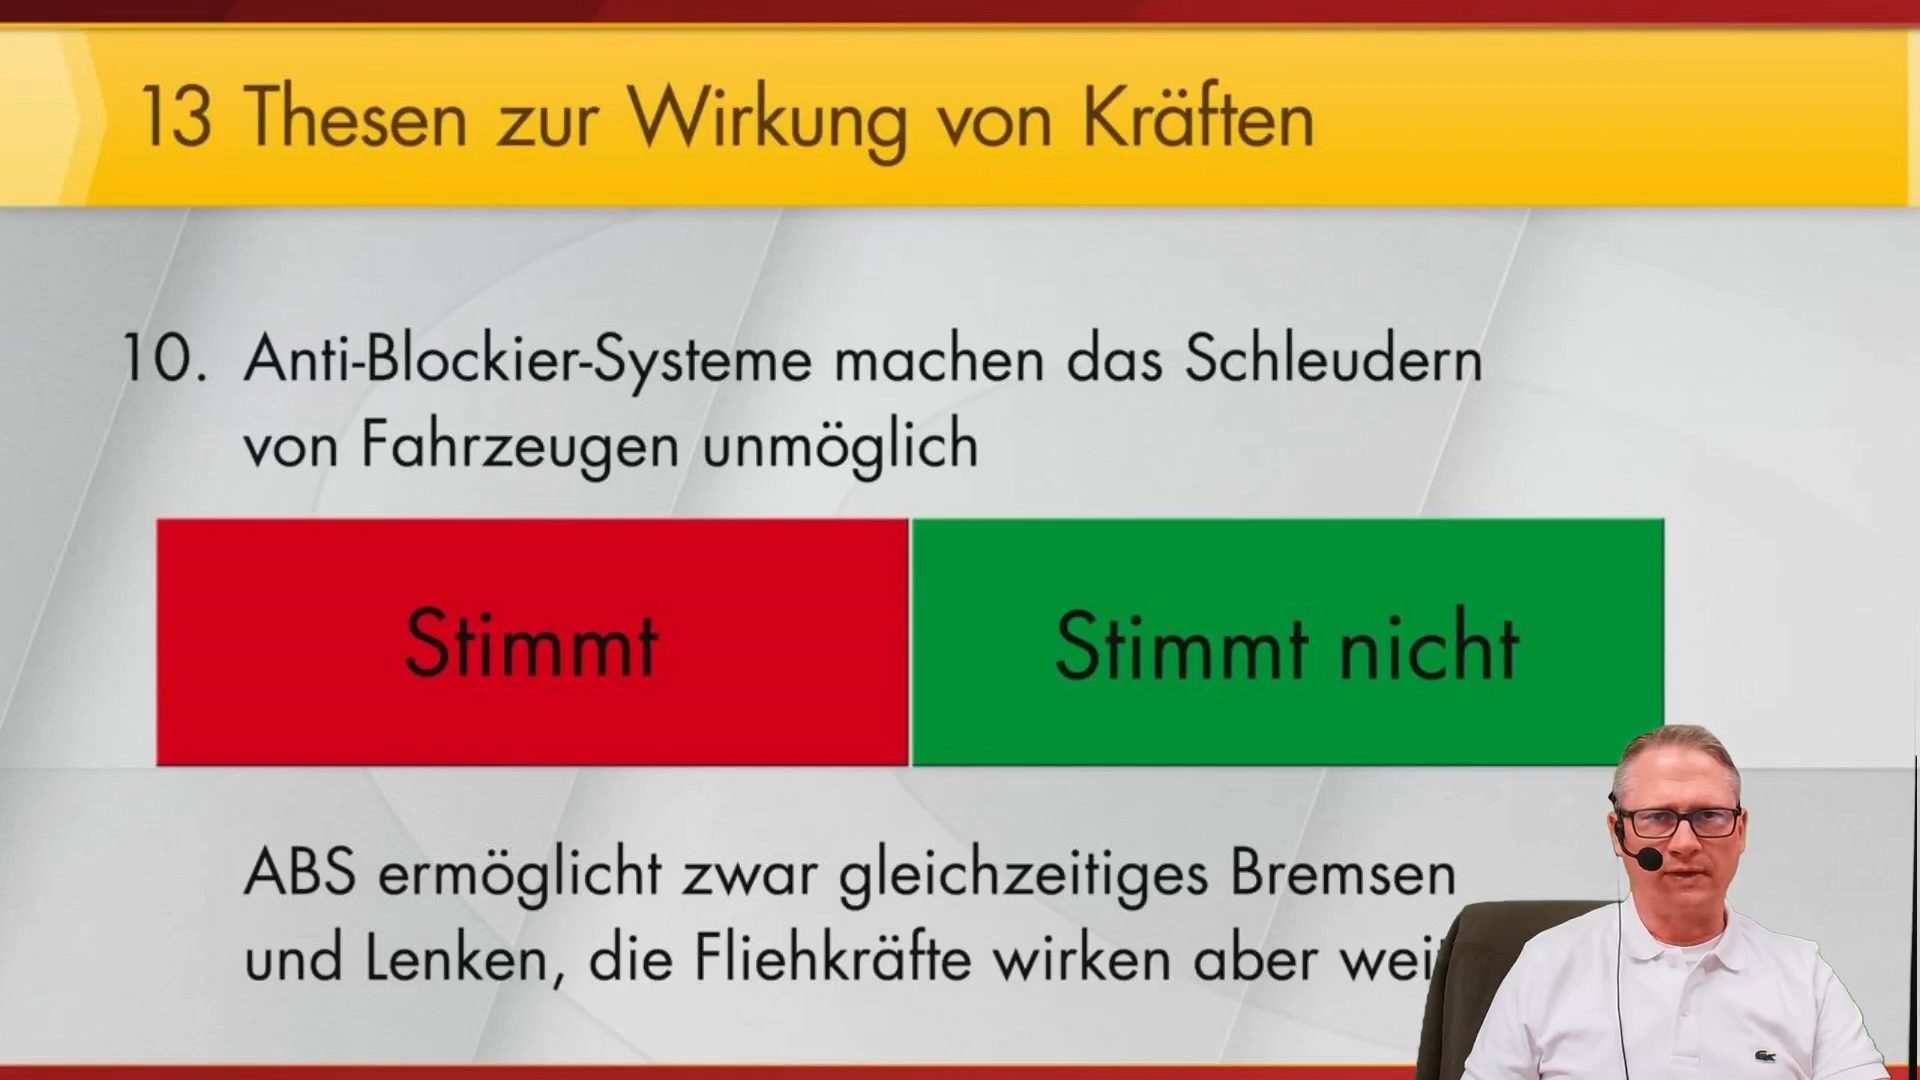 13 Thesen zur Wirkung von Kräften
10. Anti-Blockier-Systeme machen das Schleudern
von Fahrzeugen unmöglich
Stimmt
Stimmt nicht
ABS ermöglicht zwar gleichzeitiges Bremsen
und Lenken, die Fliehkräfte wirken aber